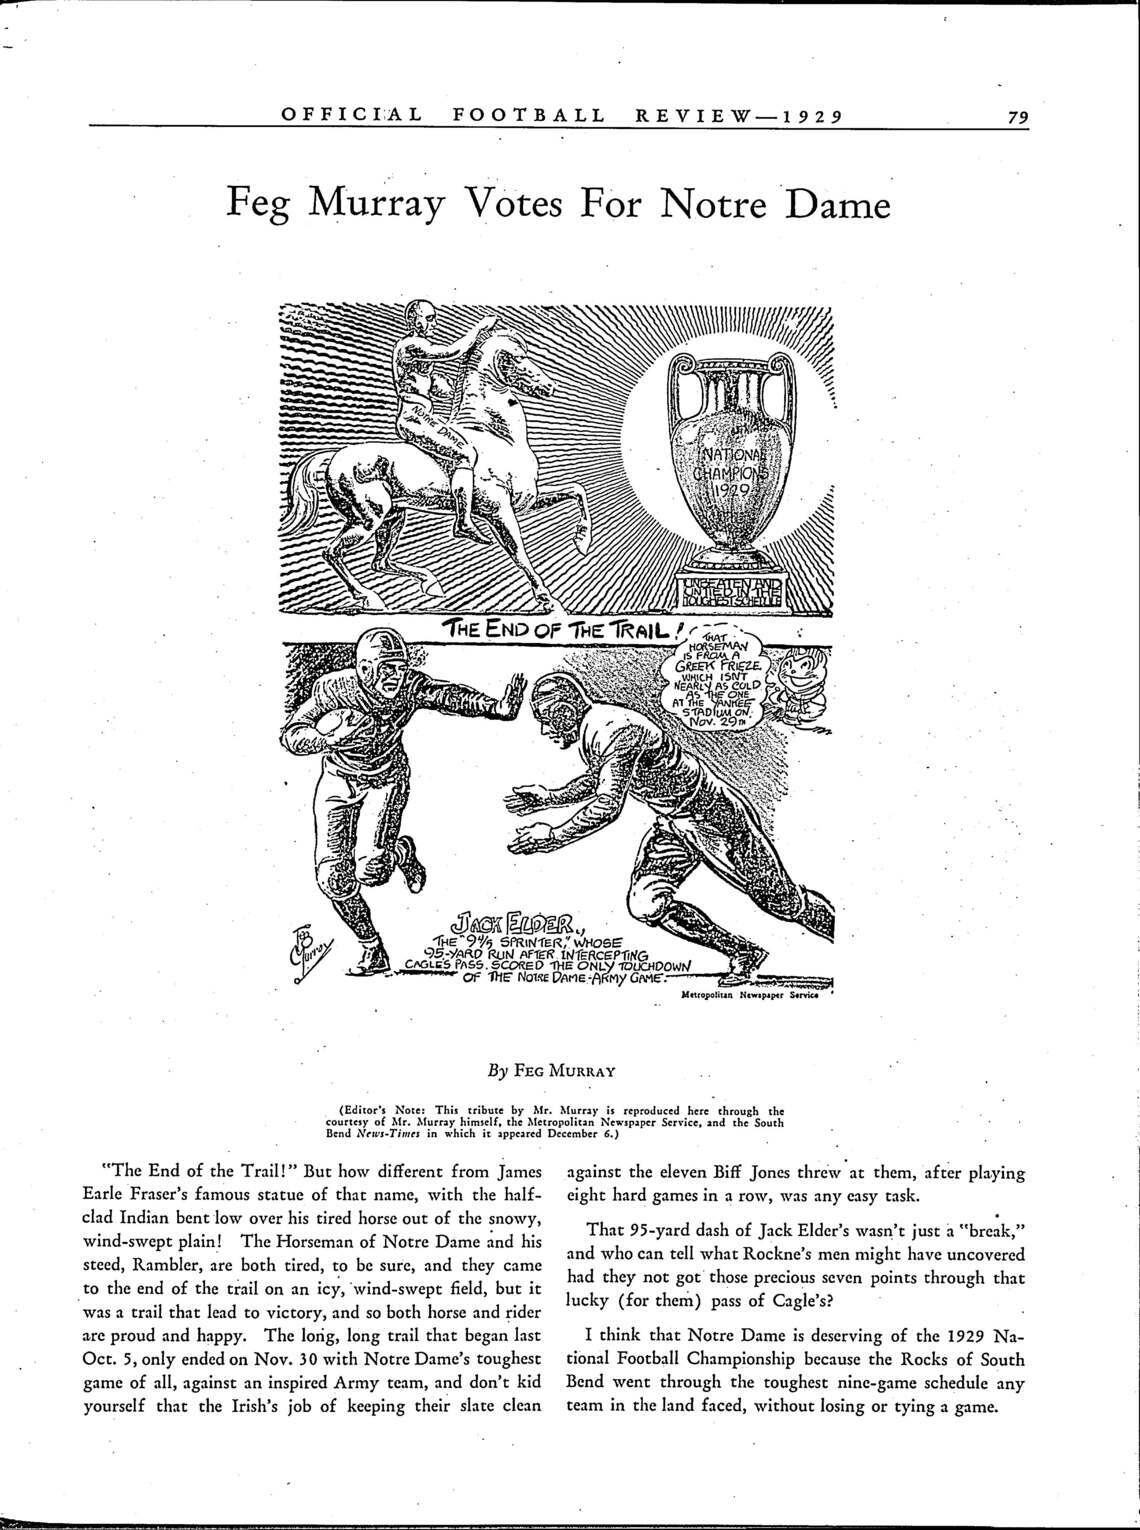 OFFICIAL FOOTBALL REVIEW—1929 79
Feg Murray Votes For Notre Dame
NOTRE DAME
NATIONAL
CHAMPIONS
1929
UNBEATEN AND
UNTIED IN THE
TOUGHEST SCHEDULE
THE END OF THE TRAIL!
THAT
HORSEMAN
IS FROM A
GREEK FRIEZE
WHICH ISN'T
NEARLY AS COLD
AS THE ONE
AT THE YANKEE
STADIUM ON
NOV. 29TH
JACK ELDER.,
THE "9 4/5 SPRINTER," WHOSE
95-YARD RUN AFTER INTERCEPTING
CAGLE'S PASS. SCORED THE ONLY TOUCHDOWN
OF THE NOTRE DAME-ARMY GAME.
Feg Murray
Metropolitan Newspaper Service
By FEG MURRAY
(Editor's Note: This tribute by Mr. Murray is reproduced here through the
courtesy of Mr. Murray himself, the Metropolitan Newspaper Service, and the South
Bend News-Times in which it appeared December 6.)
"The End of the Trail!" But how different from James
Earle Fraser's famous statue of that name, with the half-
clad Indian bent low over his tired horse out of the snowy,
wind-swept plain! The Horseman of Notre Dame and his
steed, Rambler, are both tired, to be sure, and they came
to the end of the trail on an icy, wind-swept field, but it
was a trail that lead to victory, and so both horse and rider
are proud and happy. The long, long trail that began last
Oct. 5, only ended on Nov. 30 with Notre Dame's toughest
game of all, against an inspired Army team, and don't kid
yourself that the Irish's job of keeping their slate clean
against the eleven Biff Jones threw at them, after playing
eight hard games in a row, was any easy task.
That 95-yard dash of Jack Elder's wasn't just a "break,"
and who can tell what Rockne's men might have uncovered
had they not got those precious seven points through that
lucky (for them) pass of Cagle's?
I think that Notre Dame is deserving of the 1929 Na-
tional Football Championship because the Rocks of South
Bend went through the toughest nine-game schedule any
team in the land faced, without losing or tying a game.